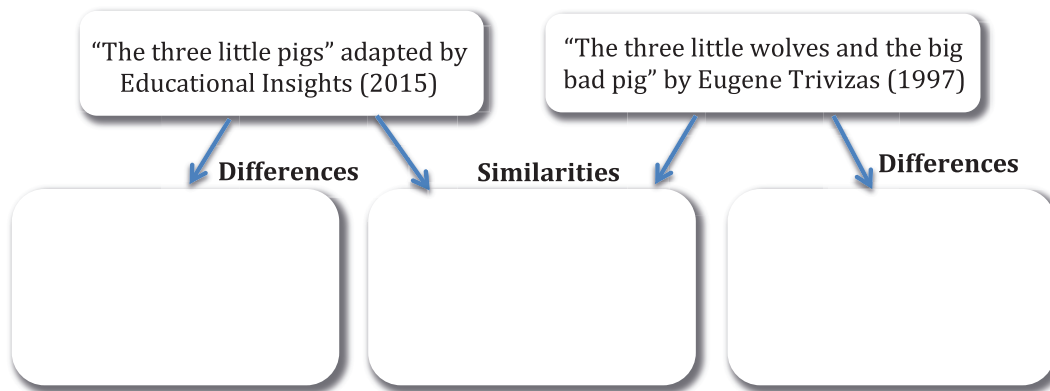 “The three little pigs” adapted by
Educational Insights (2015)
“The three little wolves and the big
bad pig” by Eugene Trivizas (1997)
Differences
Similarities
Differences